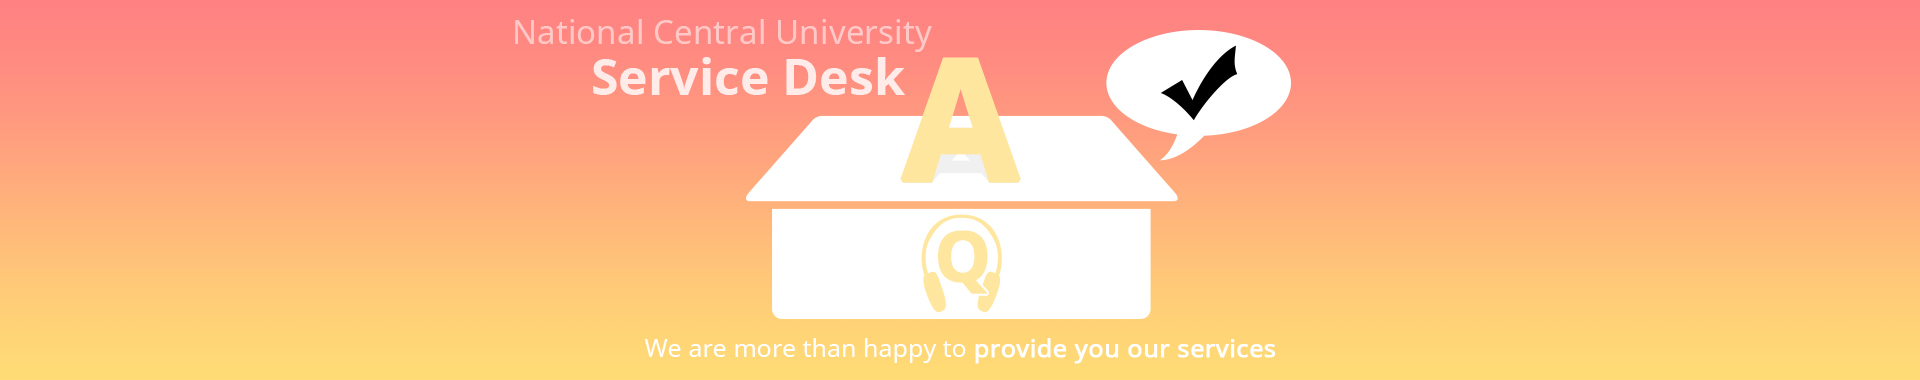 National Central University
Service Desk
A
Q
We are more than happy to provide you our services